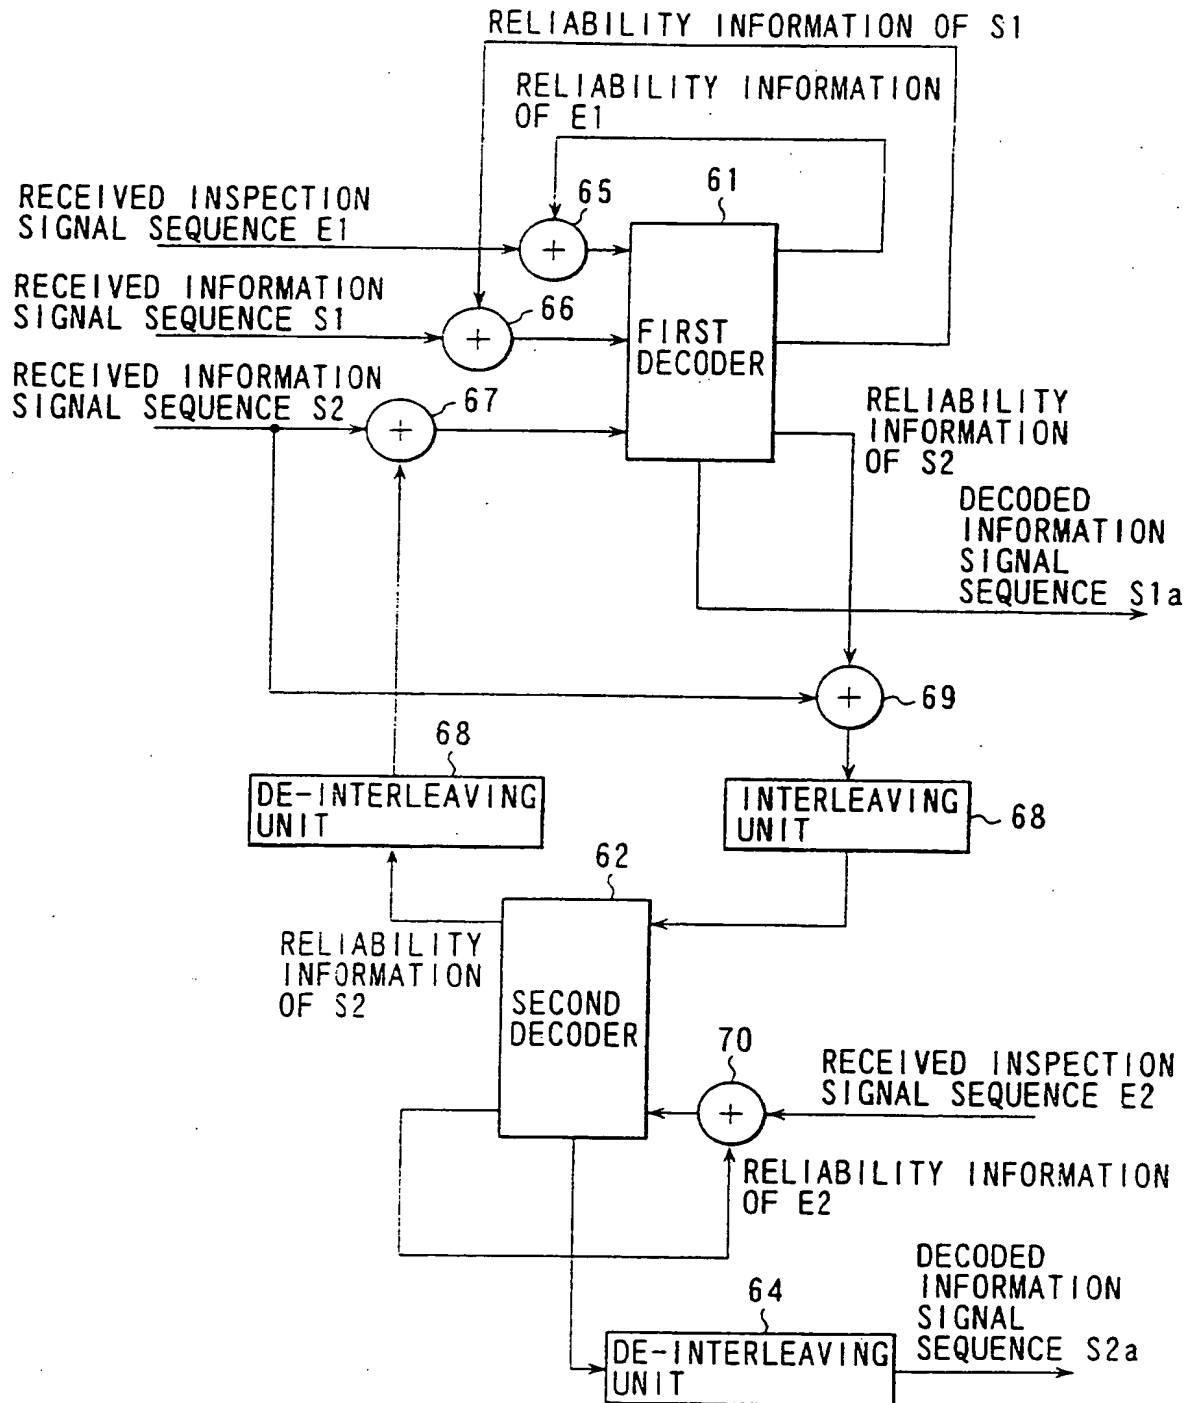 RELIABILITY INFORMATION OF S1
RELIABILITY INFORMATION
OF E1
RECEIVED INSPECTION
SIGNAL SEQUENCE E1
65
61
RECEIVED INFORMATION
SIGNAL SEQUENCE S1
+
66
+
FIRST
DECODER
RECEIVED INFORMATION
SIGNAL SEQUENCE S2
67
+
RELIABILITY
INFORMATION
OF S2
DECODED
INFORMATION
SIGNAL
SEQUENCE S1a
+
69
68
DE-INTERLEAVING
UNIT
INTERLEAVING
UNIT
68
62
RELIABILITY
INFORMATION
OF S2
SECOND
DECODER
70
+
RECEIVED INSPECTION
SIGNAL SEQUENCE E2
RELIABILITY INFORMATION
OF E2
64
DE-INTERLEAVING
UNIT
DECODED
INFORMATION
SIGNAL
SEQUENCE S2a